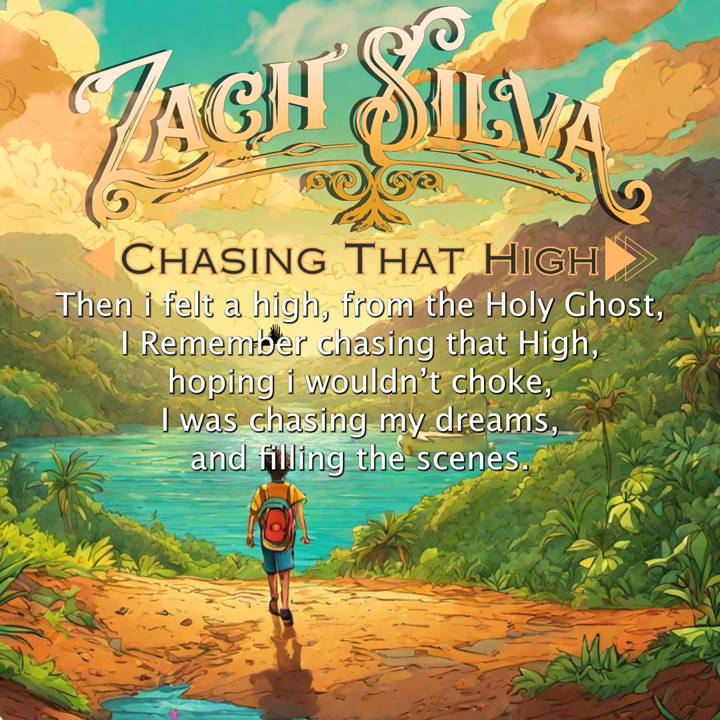 Zach Silva
Chasing That High
Then i felt a high, from the Holy Ghost,
I Remember chasing that High,
hoping i wouldn't choke,
I was chasing my dreams,
and filling the scenes.